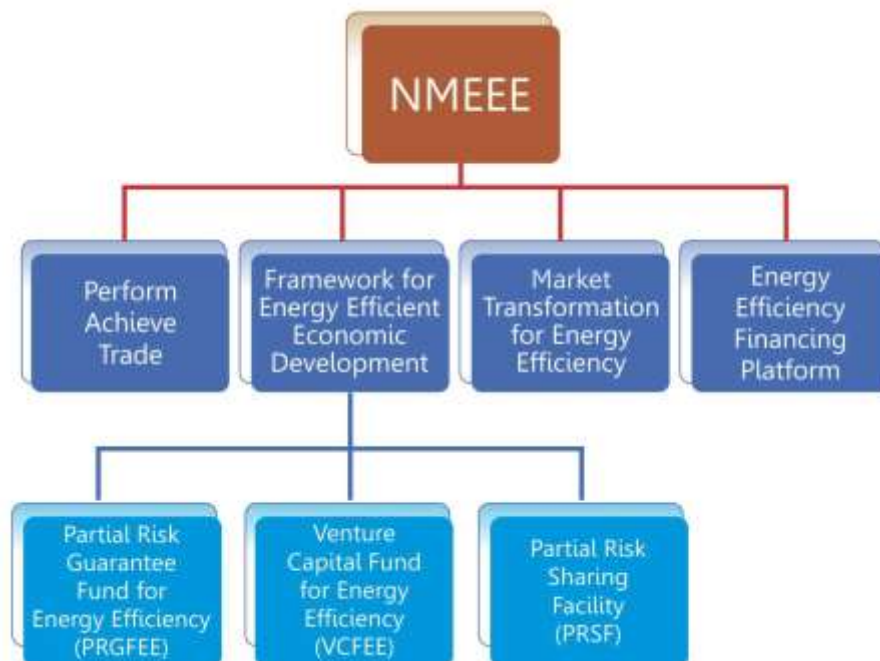 NMEEE
Perform
Achieve
Trade
Framework for
Energy Efficient
Economic
Development
Market
Transformation
for Energy
Efficiency
Energy
Efficiency
Financing
Platform
Partial Risk
Guarantee
Fund for
Energy Efficiency
(PRGFEE)
Venture
Capital Fund
for Energy
Efficiency
(VCFEE)
Partial Risk
Sharing
Facility
(PRSF)